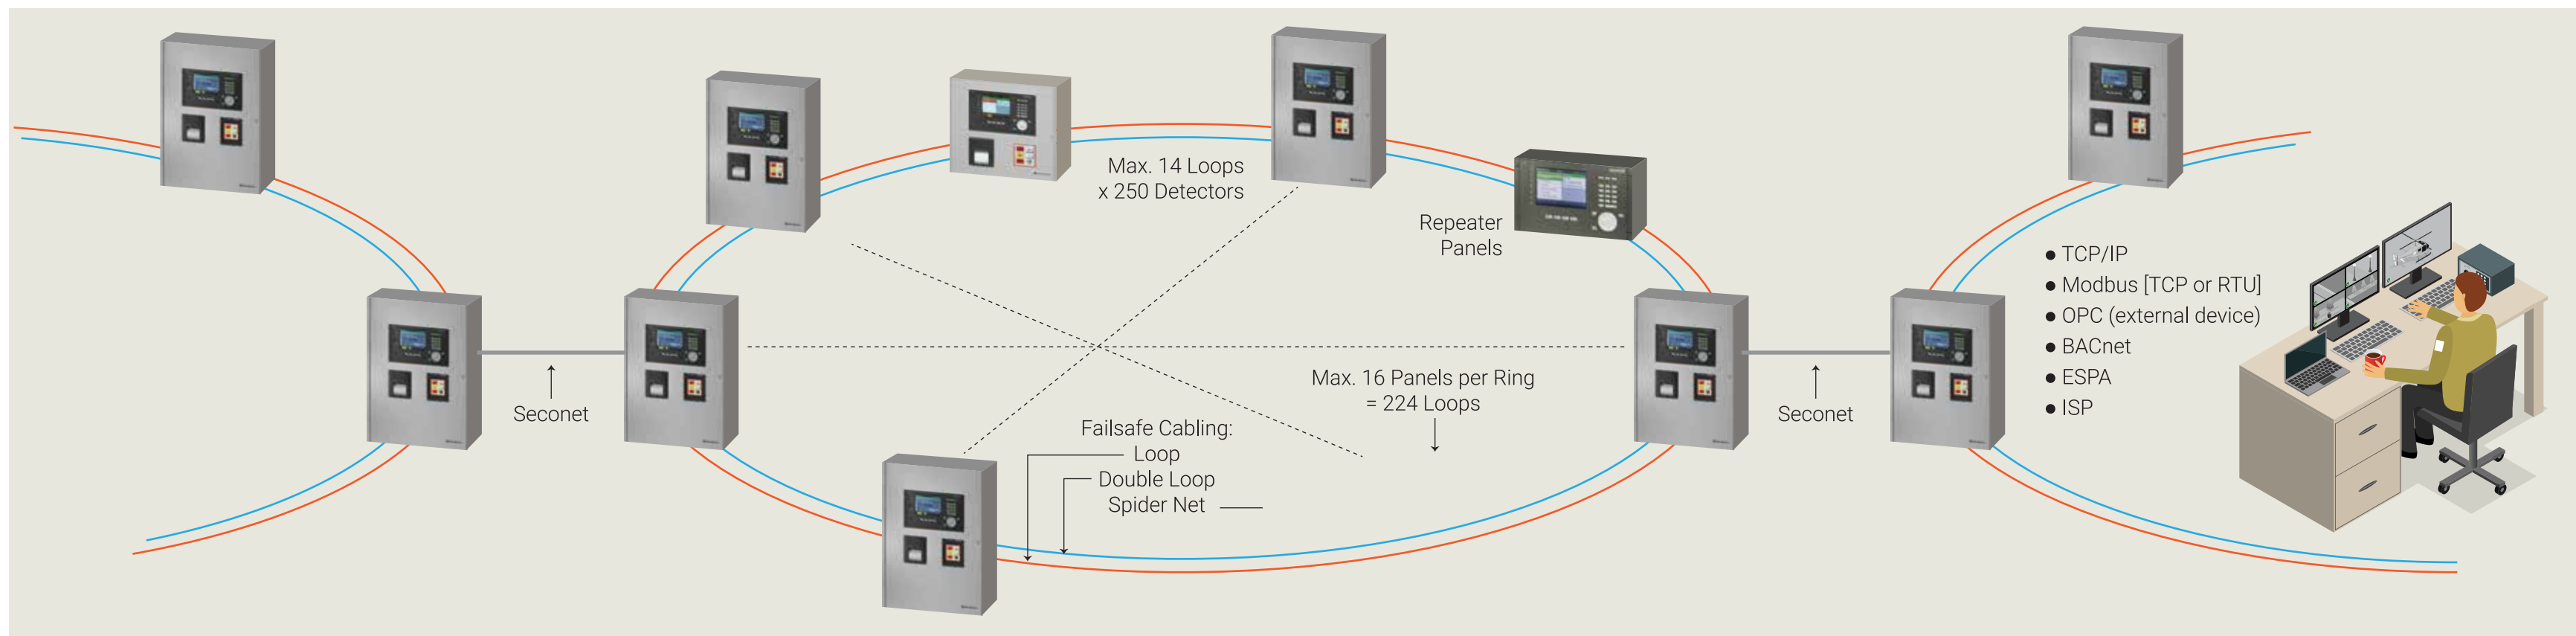 Max. 14 Loops
x 250 Detectors
Repeater
Panels
Seconet
Failsafe Cabling:
Loop
Double Loop
Spider Net
Max. 16 Panels per Ring
= 224 Loops
Seconet
● TCP/IP
● Modbus [TCP or RTU]
● OPC (external device)
● BACnet
● ESPA
● ISP